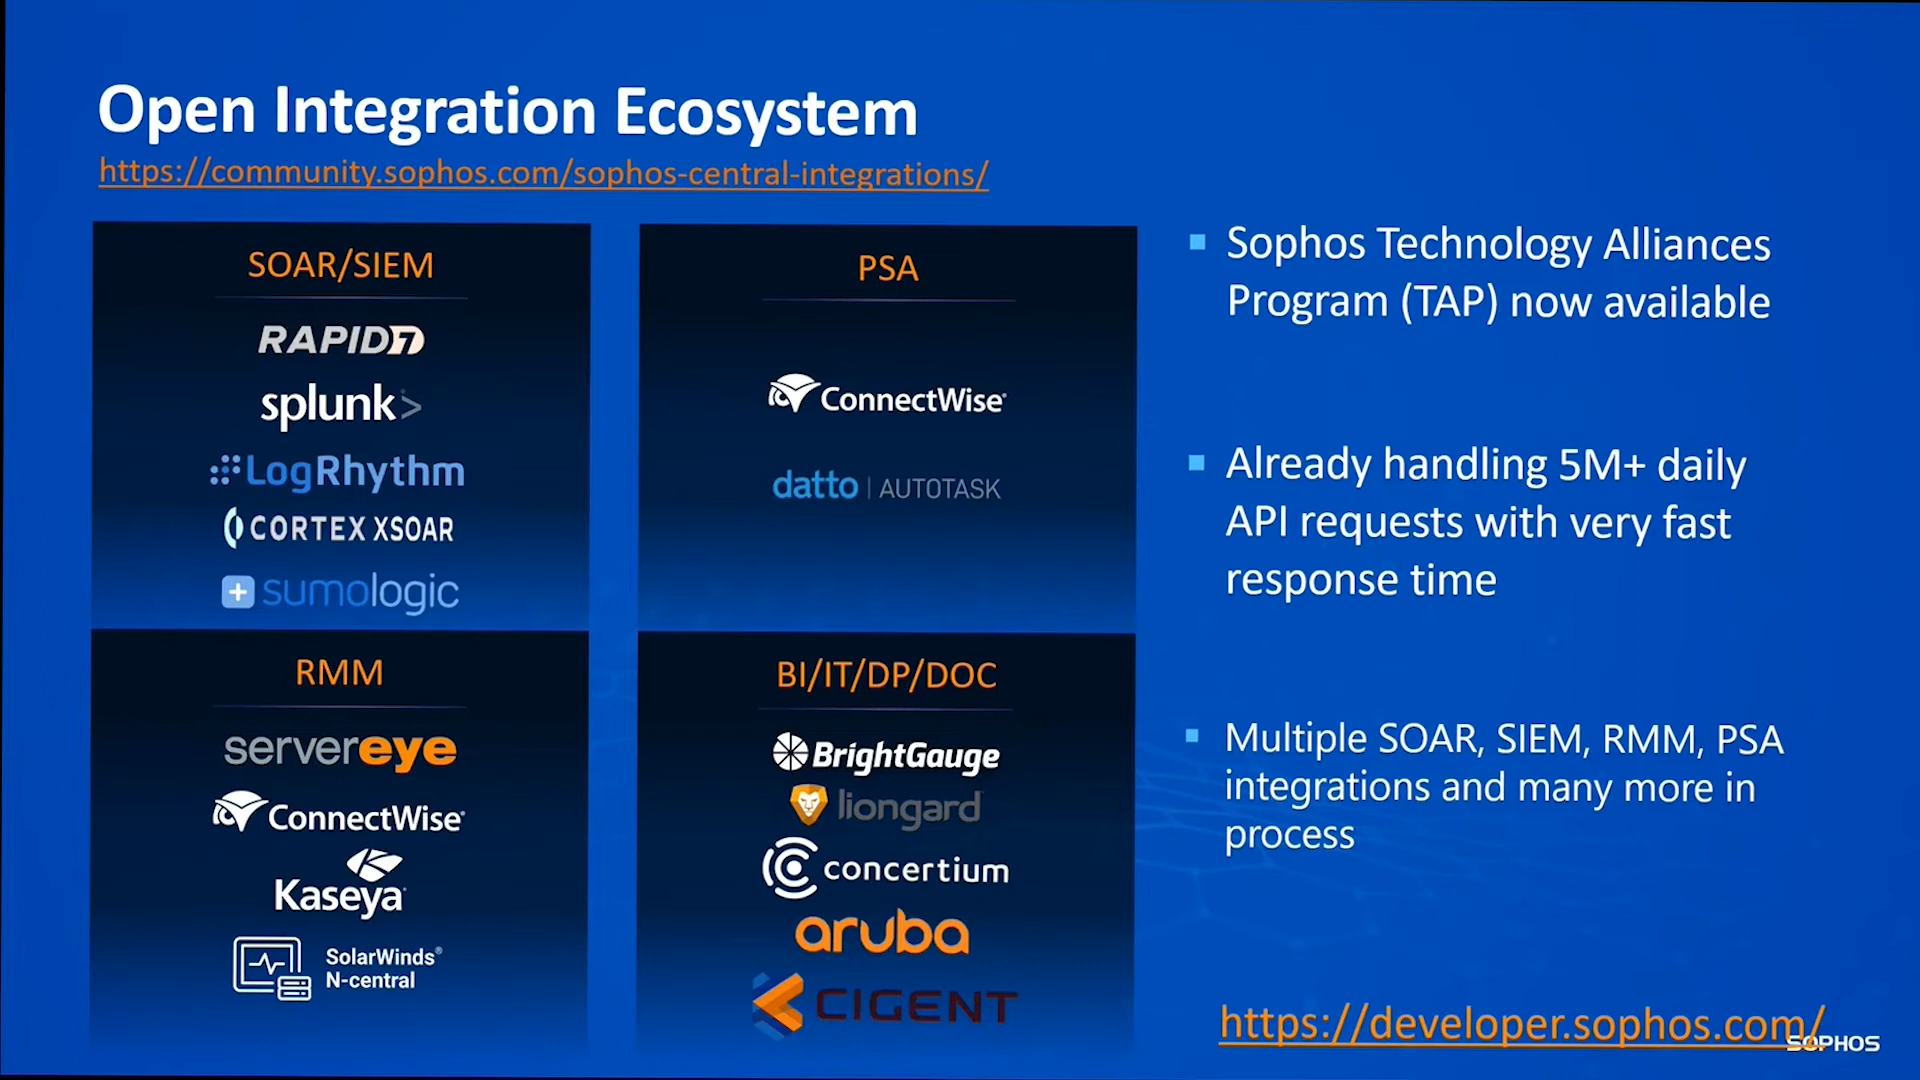 Open Integration Ecosystem
https://community.sophos.com/sophos-central-integrations/
SOAR/SIEM
RAPID7
splunk>
LogRhythm
CORTEX XSOAR
sumologic
PSA
ConnectWise
datto | AUTOTASK
RMM
servereye
ConnectWise
Kaseya
SolarWinds®
N-central
BI/IT/DP/DOC
BrightGauge
liongard
concertium
aruba
CIGENT
Sophos Technology Alliances
Program (TAP) now available
Already handling 5M+ daily
API requests with very fast
response time
Multiple SOAR, SIEM, RMM, PSA
integrations and many more in
process
https://developer.sophos.com/
SOPHOS